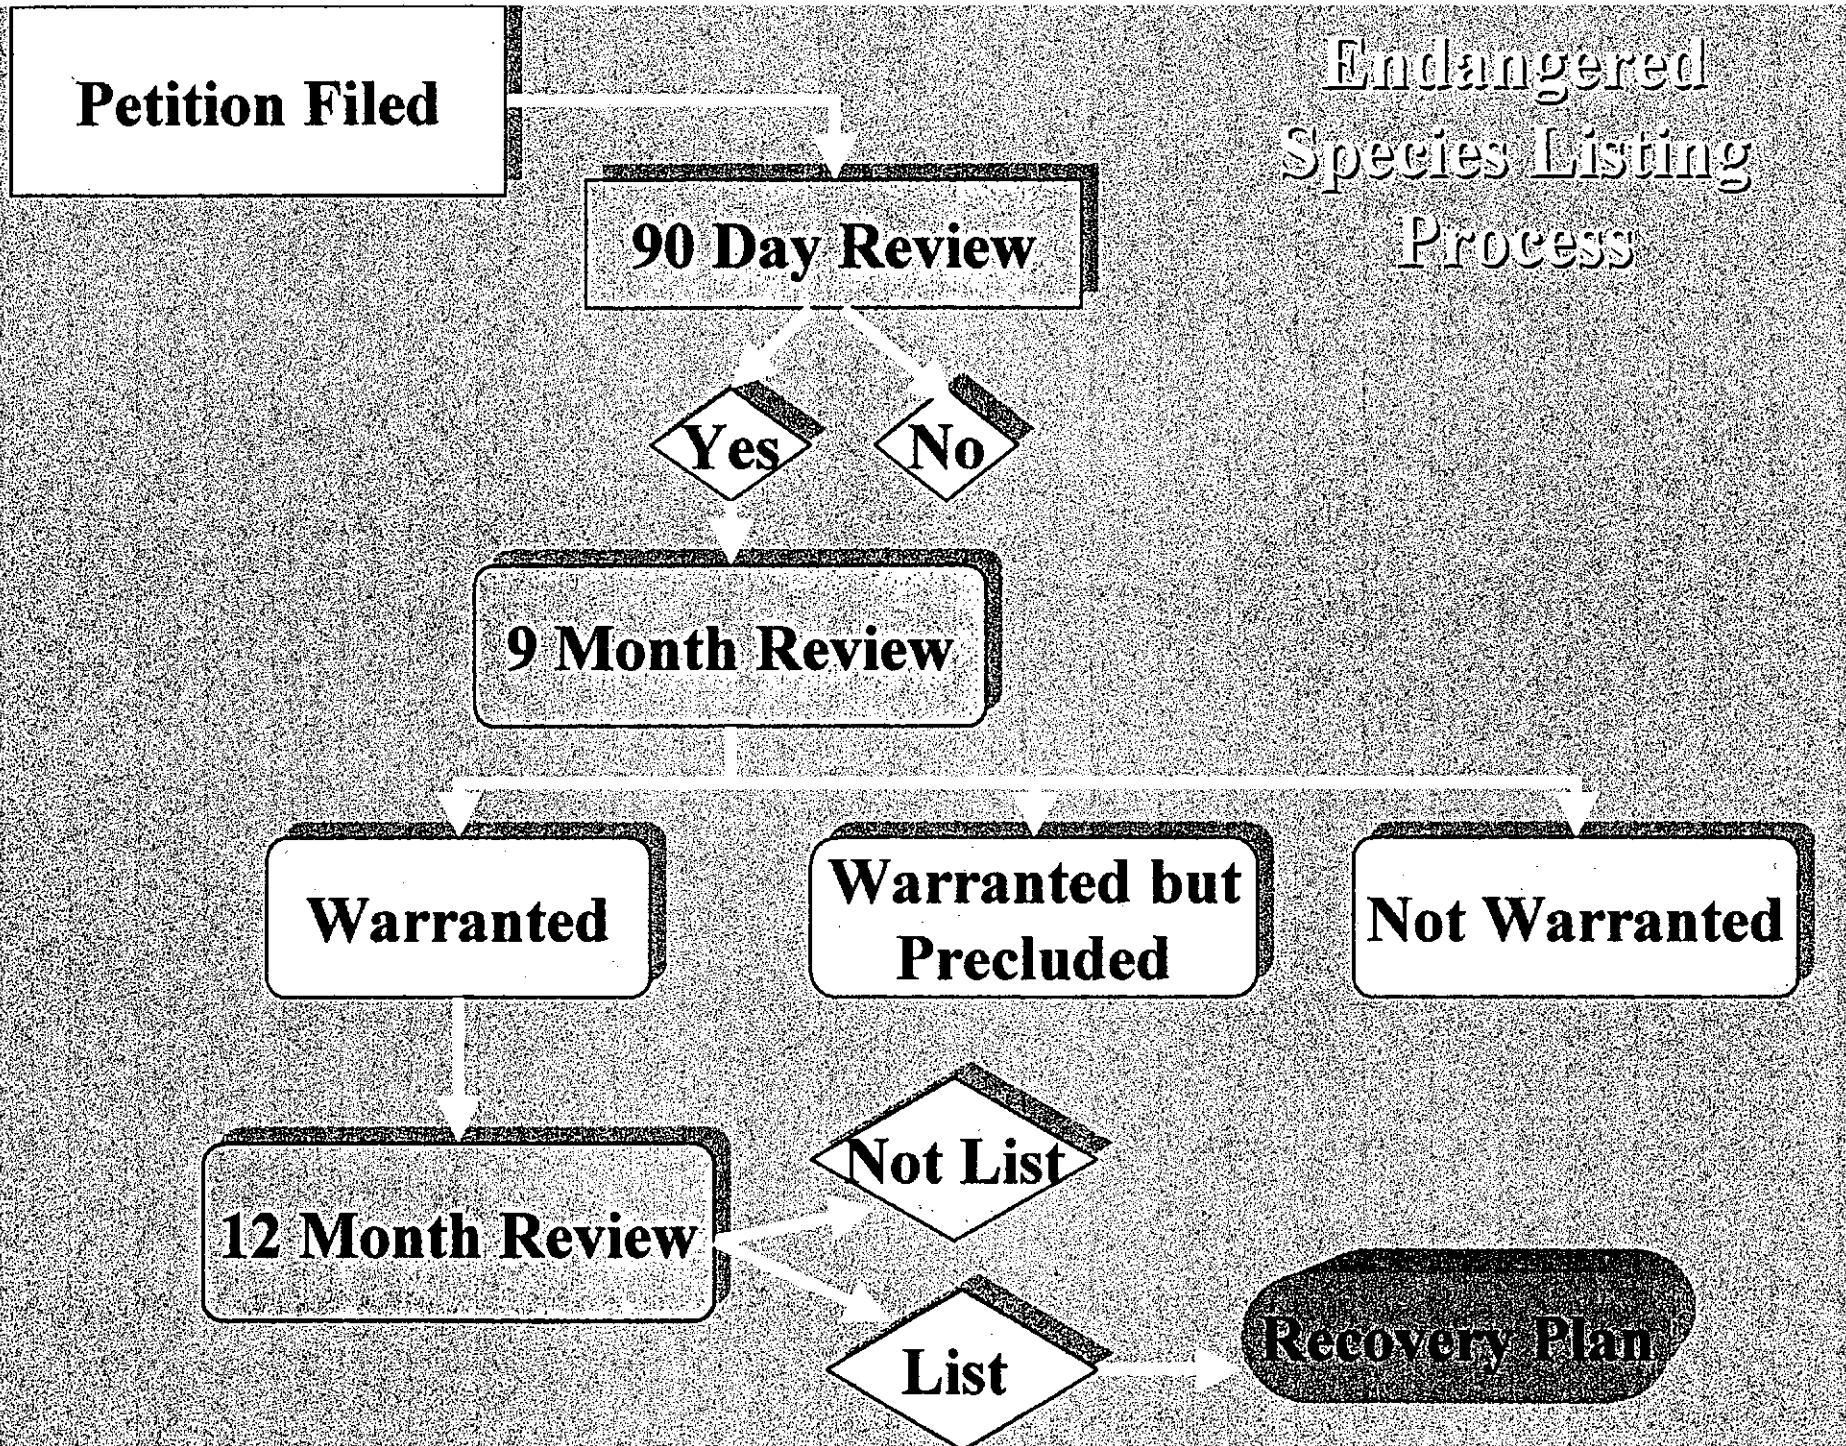 Petition Filed
Endangered
Species Listing
Process
90 Day Review
Yes
No
9 Month Review
Warranted
Warranted but
Precluded
Not Warranted
Not List
12 Month Review
List
Recovery Plan